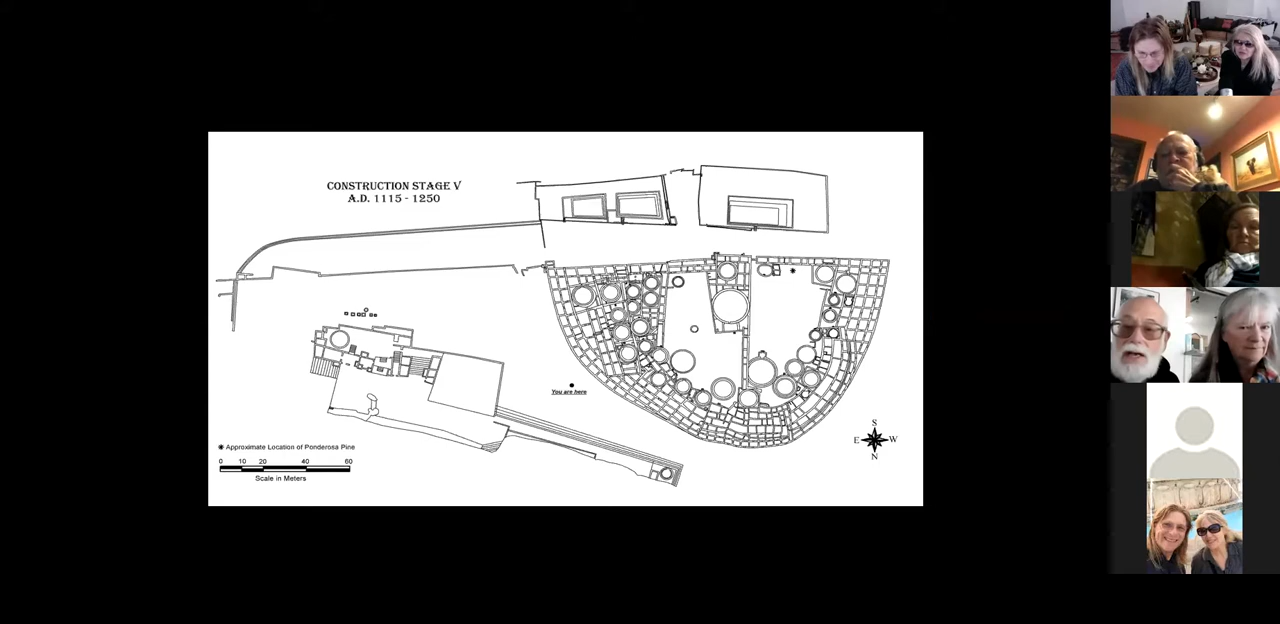 CONSTRUCTION STAGE V
A.D. 1115 - 1250
You are here
Approximate Location of Ponderosa Pine
0 10 20 40 60
Scale in Meters
S
E W
N